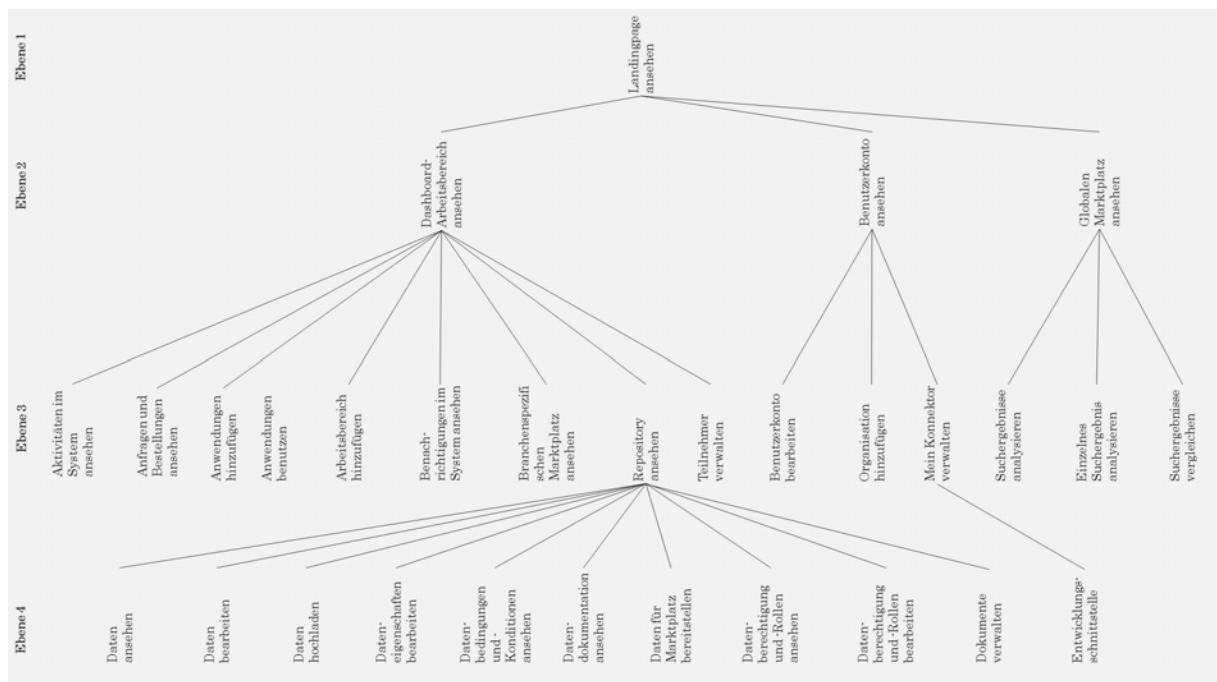 Ebene 1
Landingpage
ansehen
Ebene 2
Dashboard-
Arbeitsbereich
ansehen
Benutzerkonto
ansehen
Globalen
Marktplatz
ansehen
Ebene 3
Aktivitäten im
System
ansehen
Anfragen und
Bestellungen
ansehen
Anwendungen
hinzufügen
Anwendungen
benutzen
Arbeitsbereich
hinzufügen
Benach-
richtigungen im
System ansehen
Branchenspezifi
schen
Marktplatz
ansehen
Repository
ansehen
Teilnehmer
verwalten
Benutzerkonto
bearbeiten
Organisation
hinzufügen
Mein Konnektor
verwalten
Suchergebnisse
analysieren
Einzelnes
Suchergebnis
analysieren
Suchergebnisse
vergleichen
Ebene 4
Daten
ansehen
Daten
bearbeiten
Daten
hochladen
Daten-
eigenschaften
bearbeiten
Daten-
bedingungen
und -
Konditionen
ansehen
Daten-
dokumentation
ansehen
Daten für
Marktplatz
bereitstellen
Daten-
berechtigung
und -Rollen
ansehen
Daten-
berechtigung
und -Rollen
bearbeiten
Dokumente
verwalten
Entwicklungs-
schnittstelle